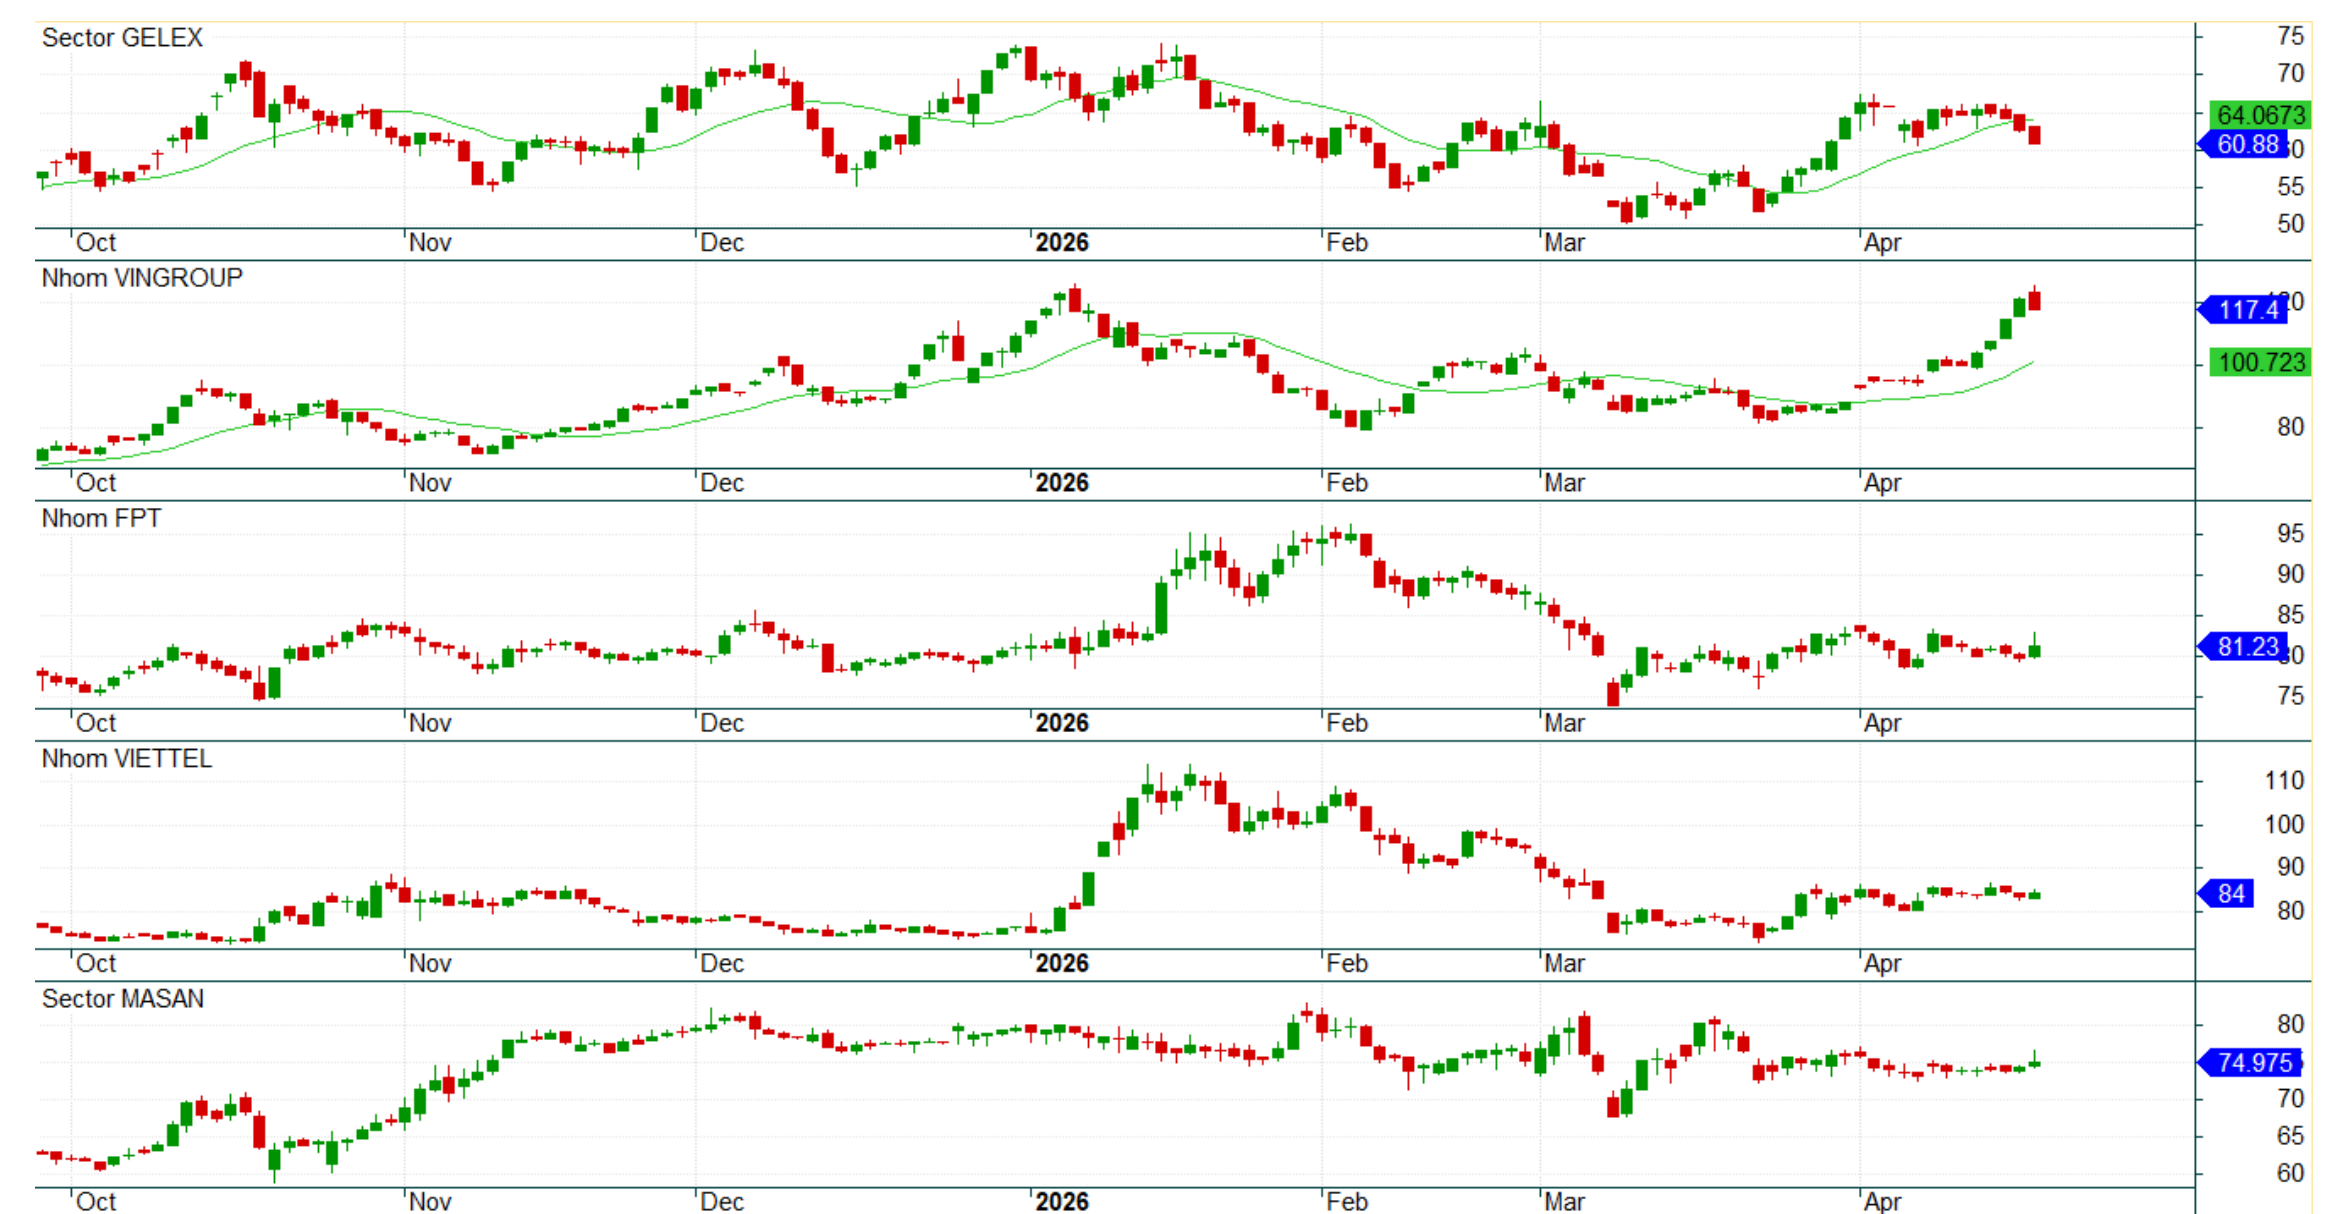 Sector GELEX
75
70
64.0673
60.88
55
50
Oct Nov Dec 2026 Feb Mar Apr
Nhom VINGROUP
117.4
100.723
80
Oct Nov Dec 2026 Feb Mar Apr
Nhom FPT
95
90
85
81.23
75
Oct Nov Dec 2026 Feb Mar Apr
Nhom VIETTEL
110
100
90
84
80
Oct Nov Dec 2026 Feb Mar Apr
Sector MASAN
80
74.975
70
65
60
Oct Nov Dec 2026 Feb Mar Apr